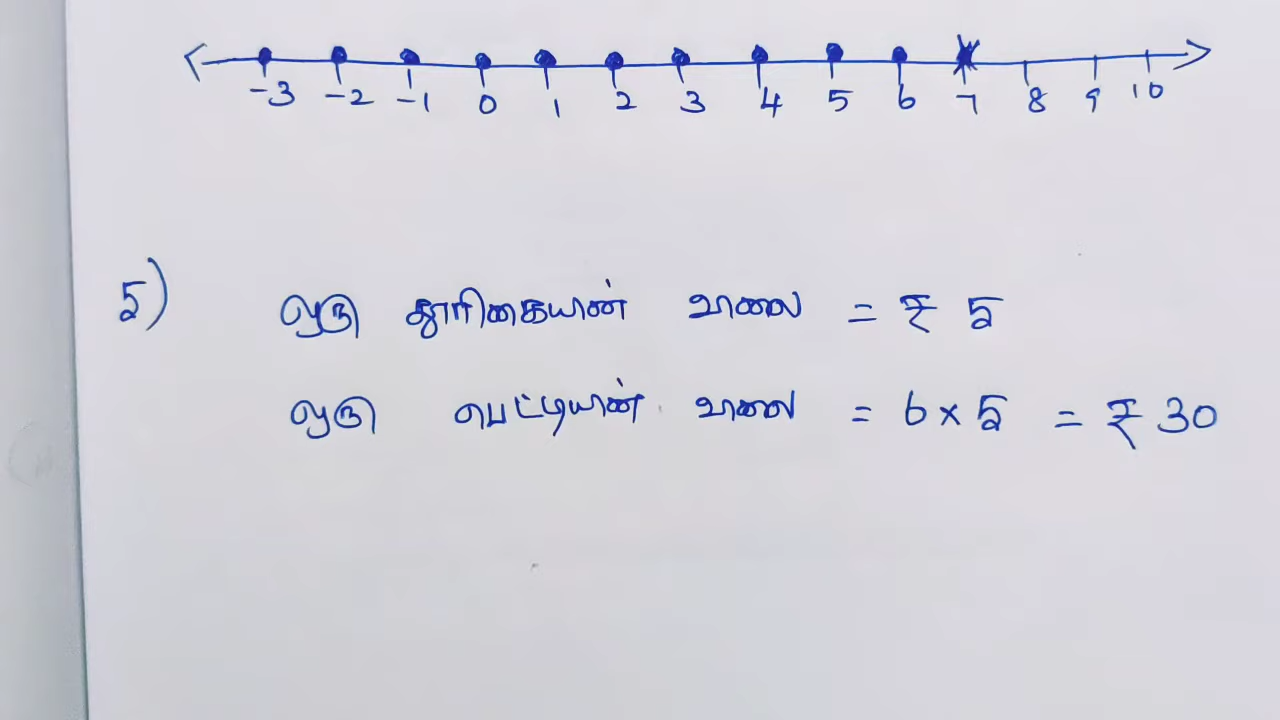 -3 -2 -1 0 1 2 3 4 5 6 7 8 9 10
5) ஒரு தூரிகையின் விலை = ₹ 5
ஒரு பெட்டியின் விலை = 6 × 5 = ₹ 30